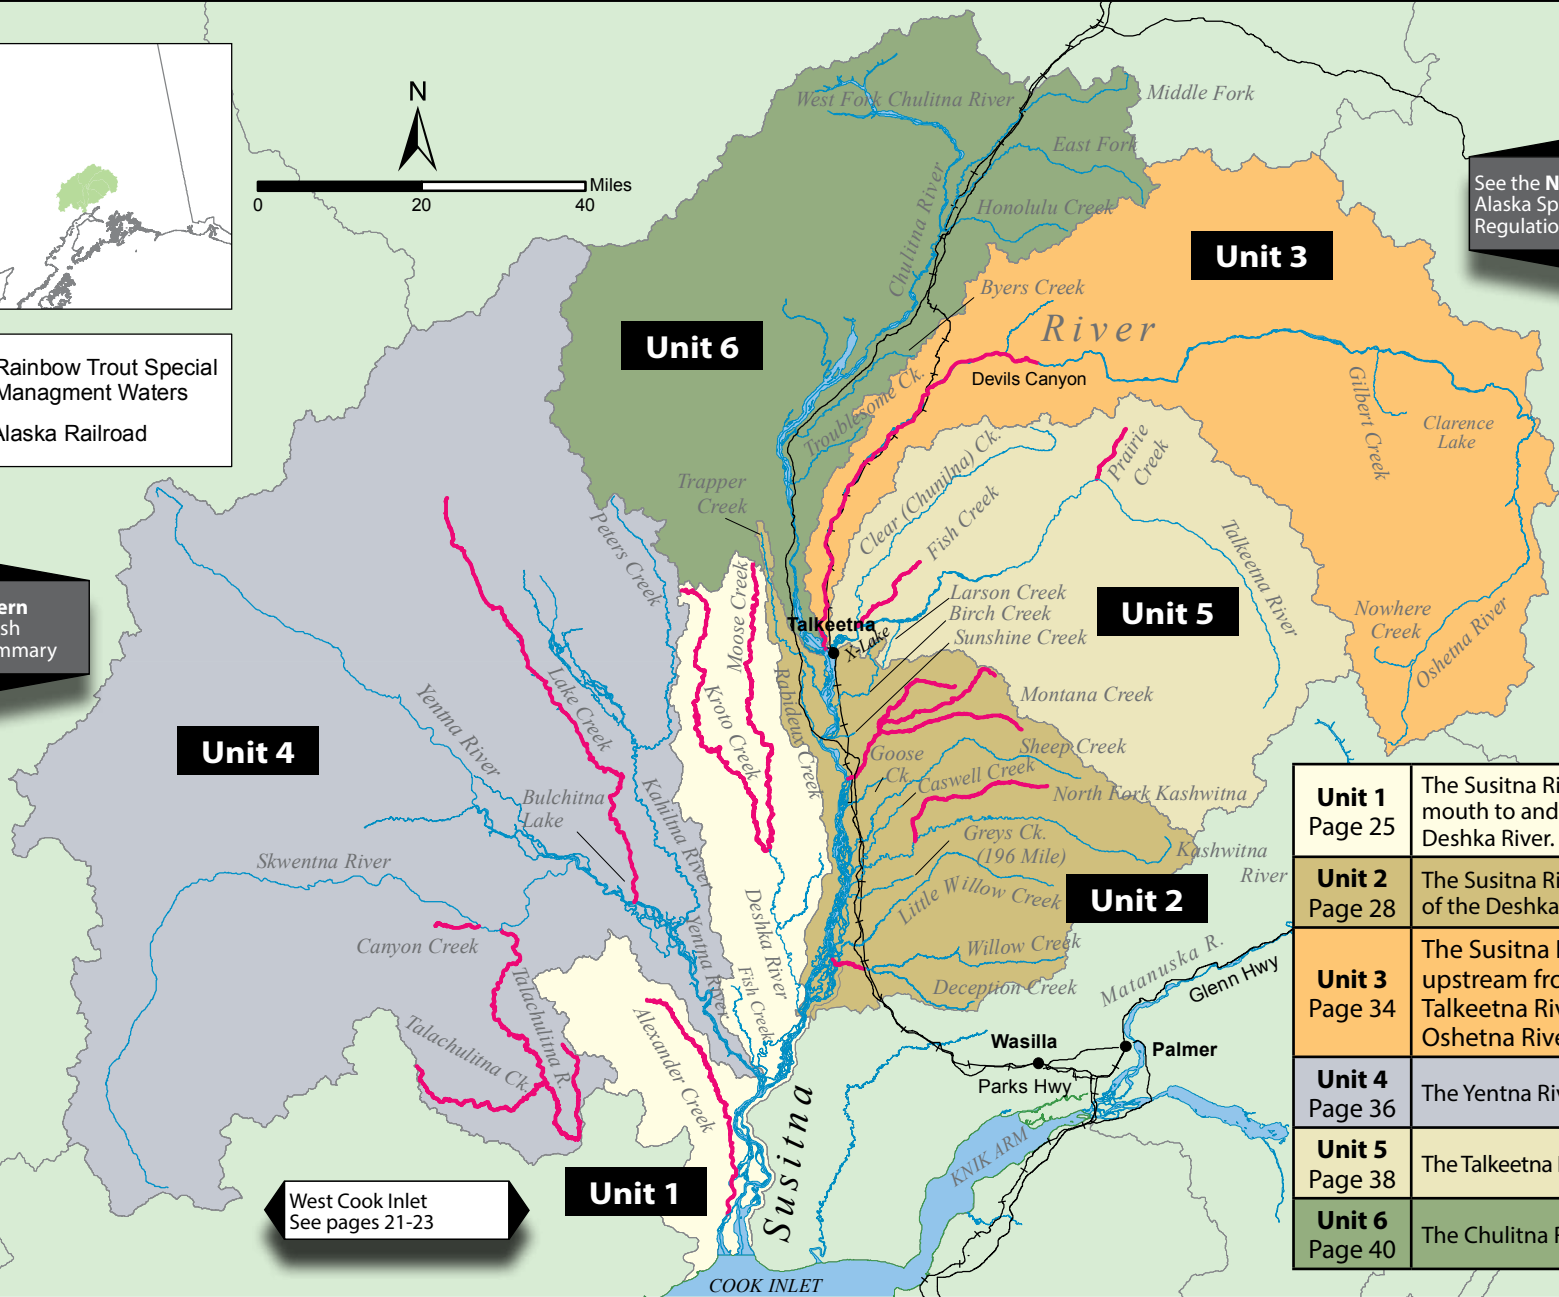 N
Miles
0
20
40
Rainbow Trout Special
Managment Waters
Alaska Railroad
West Fork Chulitna River
Middle Fork
East Fork
Chulitna River
Honolulu Creek
Byers Creek
Unit 3
Unit 6
River
Devils Canyon
Troublesome Ck.
Gilbert Creek
Clarence
Lake
See the N
Alaska Sp
Regulatio
Trapper
Creek
Clear (Chunilna) Ck.
Fish Creek
Prairie
Creek
Talkeetna River
Peters Creek
Moose Creek
Talkeetna
X-Lake
Larson Creek
Birch Creek
Sunshine Creek
Unit 5
Nowhere
Creek
Oshetna River
ern
sh
mmary
Montana Creek
Rabideux Creek
Kroto Creek
Lake Creek
Yentna River
Unit 4
Goose
Ck.
Sheep Creek
Caswell Creek
North Fork Kashwitna
Bulchitna
Lake
Kahiltna River
Greys Ck.
(196 Mile)
Kashwitna
River
Skwentna River
Little Willow Creek
Unit 2
Canyon Creek
Deshka River
Yentna River
Fish Creek
Willow Creek
Deception Creek
Matanuska R.
Glenn Hwy
Talachulitna R.
Talachulitna Ck.
Alexander Creek
Wasilla
Palmer
Parks Hwy
KNIK ARM
Susitna
Unit 1
West Cook Inlet
See pages 21-23
COOK INLET
Unit 1
Page 25
The Susitna Ri
mouth to and
Deshka River.
Unit 2
Page 28
The Susitna Ri
of the Deshka
Unit 3
Page 34
The Susitna
upstream fro
Talkeetna Riv
Oshetna Rive
Unit 4
Page 36
The Yentna Riv
Unit 5
Page 38
The Talkeetna
Unit 6
Page 40
The Chulitna